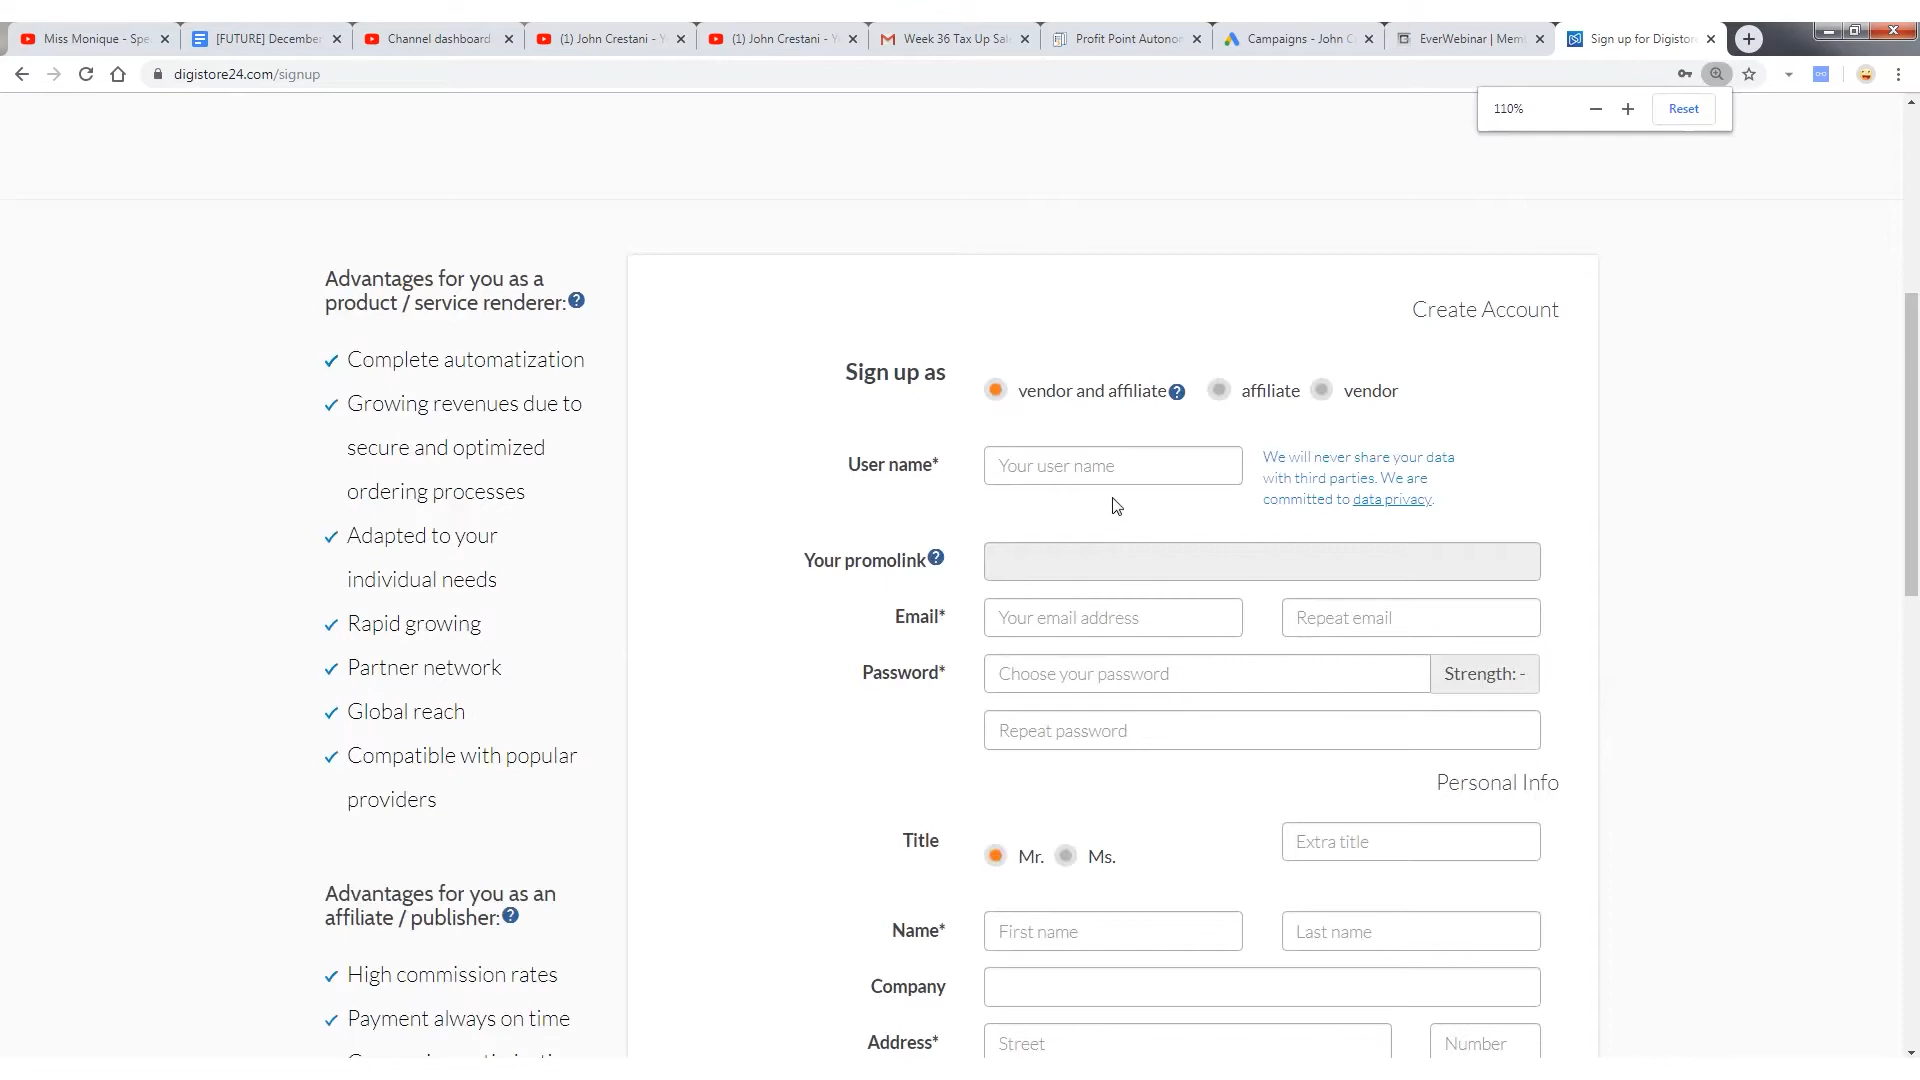 Miss Monique - Spe
[FUTURE] December
Channel dashboard
(1) John Crestani - Y
(1) John Crestani - Y
Week 36 Tax Up Sal
Profit Point Autonor
Campaigns - John C
EverWebinar | Mem
Sign up for Digistor
digistore24.com/signup
110%
Reset
Advantages for you as a
product / service renderer:
Complete automatization
Growing revenues due to
secure and optimized
ordering processes
Adapted to your
individual needs
Rapid growing
Partner network
Global reach
Compatible with popular
providers
Advantages for you as an
affiliate / publisher:
High commission rates
Payment always on time
Create Account
Sign up as
vendor and affiliate
affiliate
vendor
User name*
Your user name
We will never share your data
with third parties. We are
committed to data privacy.
Your promolink
Email*
Your email address
Repeat email
Password*
Choose your password
Strength: -
Repeat password
Personal Info
Title
Mr.
Ms.
Extra title
Name*
First name
Last name
Company
Address*
Street
Number